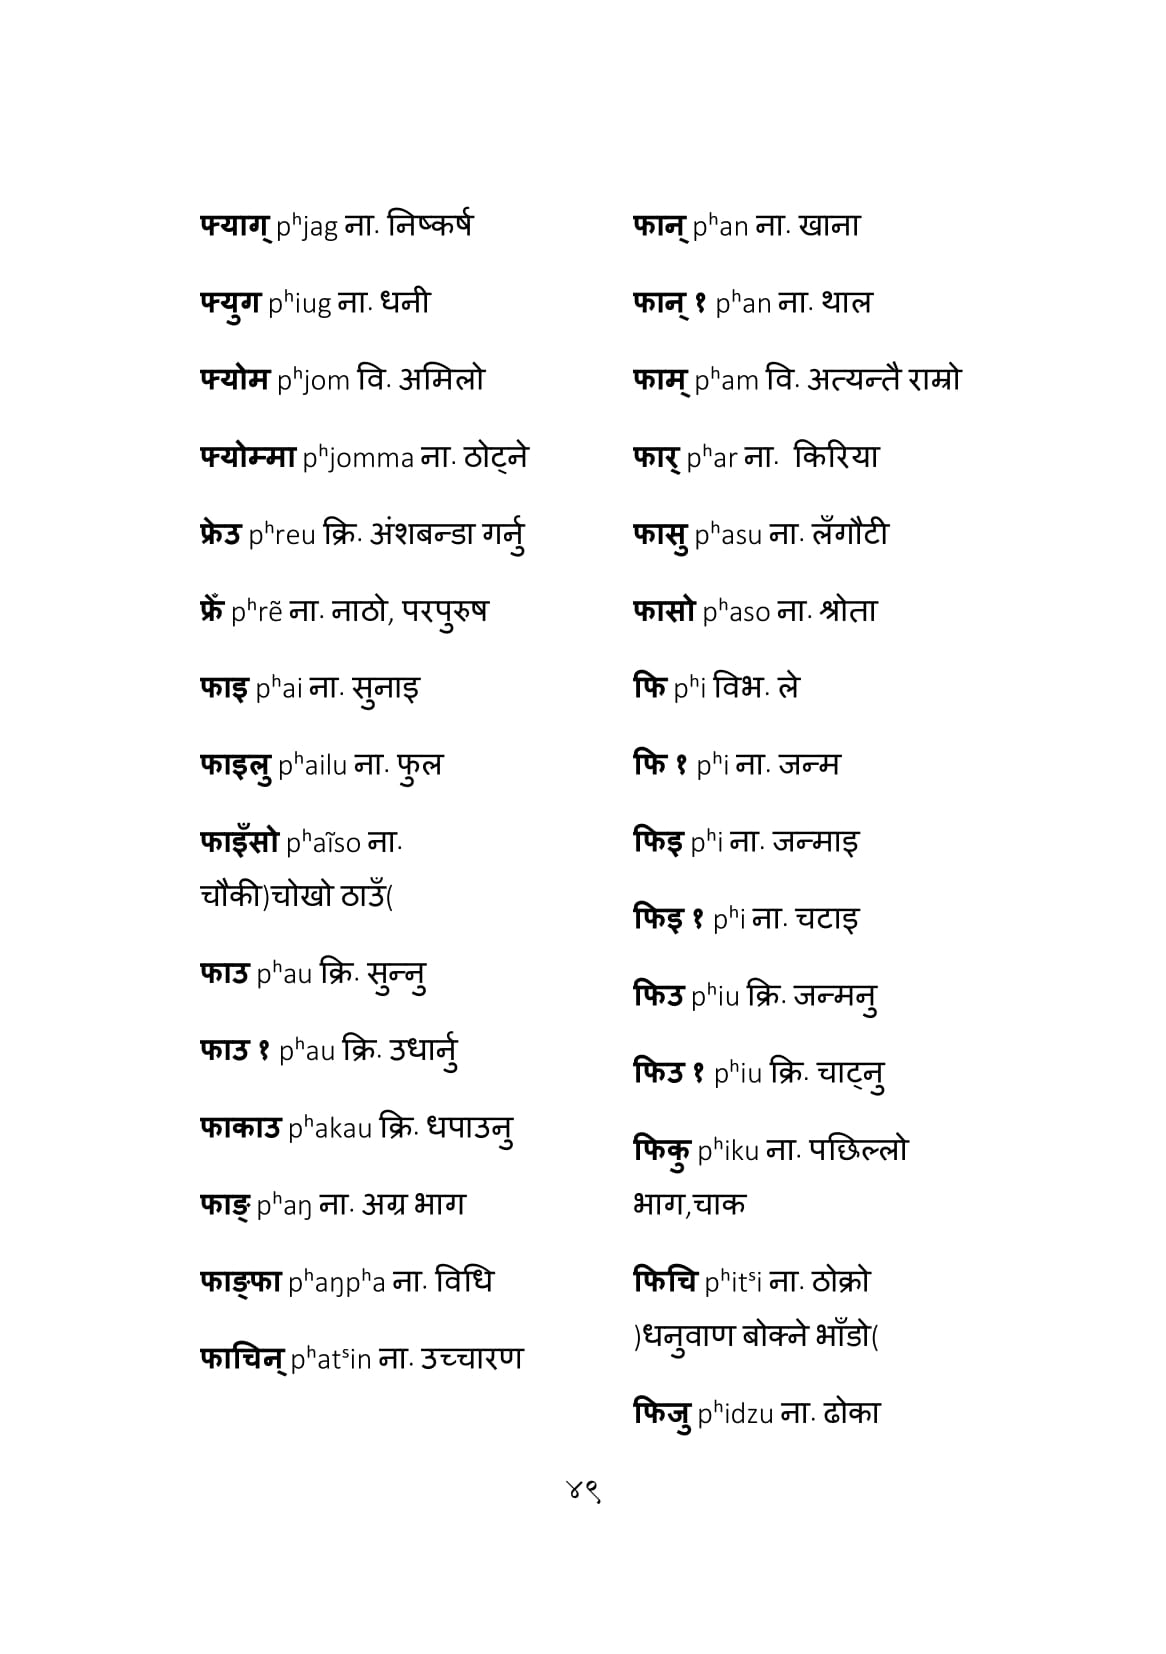 फ्याग् pʰjag ना. निष्कर्ष
फ्युग pʰiug ना. धनी
फ्योम pʰjom वि. अमिलो
फ्योम्मा pʰjomma ना. ठोट्ने
फ्रेउ pʰreu क्रि. अंशबन्डा गर्नु
फ्रेँ pʰrẽ ना. नाठो, परपुरुष
फाइ pʰai ना. सुनाइ
फाइलु pʰailu ना. फुल
फाइँसो pʰaĩso ना.
चौकी)चोखो ठाउँ(
फाउ pʰau क्रि. सुन्नु
फाउ १ pʰau क्रि. उधार्नु
फाकाउ pʰakau क्रि. धपाउनु
फाङ् pʰaŋ ना. अग्र भाग
फाङ्फा pʰaŋpʰa ना. विधि
फाचिन् pʰatˢin ना. उच्चारण
फान् pʰan ना. खाना
फान् १ pʰan ना. थाल
फाम् pʰam वि. अत्यन्तै राम्रो
फार् pʰar ना. किरिया
फासु pʰasu ना. लँगौटी
फासो pʰaso ना. श्रोता
फि pʰi विभ. ले
फि १ pʰi ना. जन्म
फिइ pʰi ना. जन्माइ
फिइ १ pʰi ना. चटाइ
फिउ pʰiu क्रि. जन्मनु
फिउ १ pʰiu क्रि. चाट्नु
फिकु pʰiku ना. पछिल्लो
भाग,चाक
फिचि pʰitˢi ना. ठोक्रो
)धनुवाण बोक्ने भाँडो(
फिजु pʰidzu ना. ढोका
४९